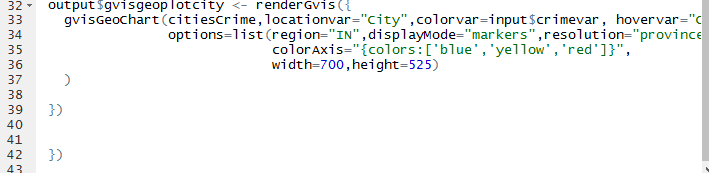 32 output$gvisgeoplotcity <- renderGvis({
33 gvisGeoChart(citiesCrime,locationvar="City",colorvar=input$crimevar, hovervar="C
34 options=list(region="IN",displayMode="markers",resolution="province
35 colorAxis="{colors:['blue','yellow','red']}",
36 width=700,height=525)
37 )
38
39 })
40
41
42 })
43